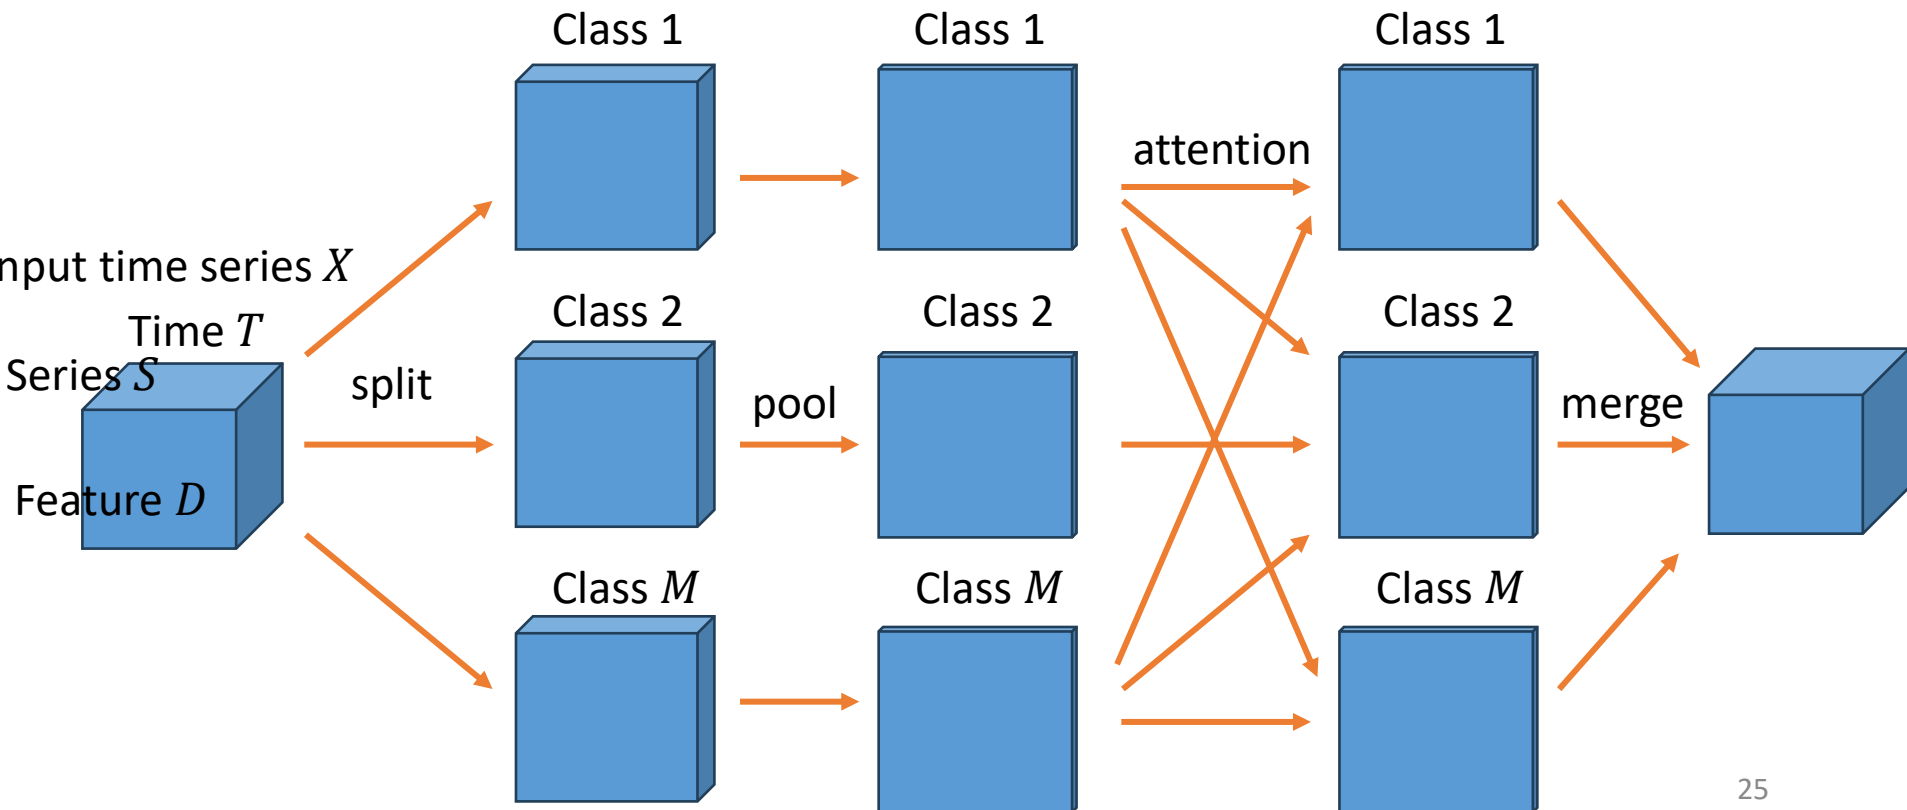 Class 1
Class 1
Class 1
attention
nput time series X
Time T
Series S
Feature D
split
Class 2
Class 2
Class 2
pool
merge
Class M
Class M
Class M
25